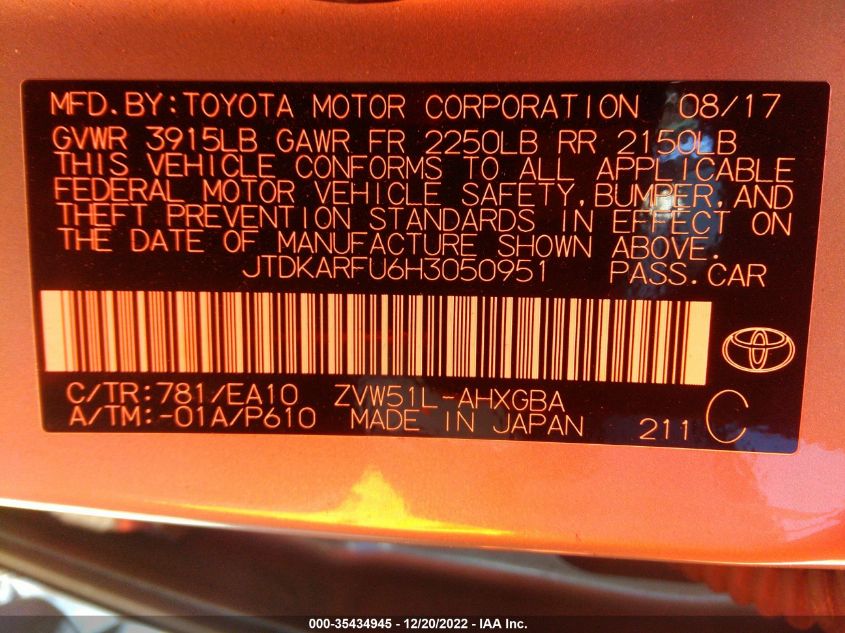 MFD.BY:TOYOTA MOTOR CORPORATION 08/17
GVWR 3915LB GAWR FR 2250LB RR 2150LB
THIS VEHICLE CONFORMS TO ALL APPLICABLE
FEDERAL MOTOR VEHICLE SAFETY,BUMPER,AND
THEFT PREVENTION STANDARDS IN EFFECT ON
THE DATE OF MANUFACTURE SHOWN ABOVE.
JTDKARFU6H3050951 PASS.CAR
C/TR:781/EA10 ZVW51L-AHXGBA
A/TM:-01A/P610 MADE IN JAPAN 211 C
000-35434945 - 12/20/2022 - IAA Inc.